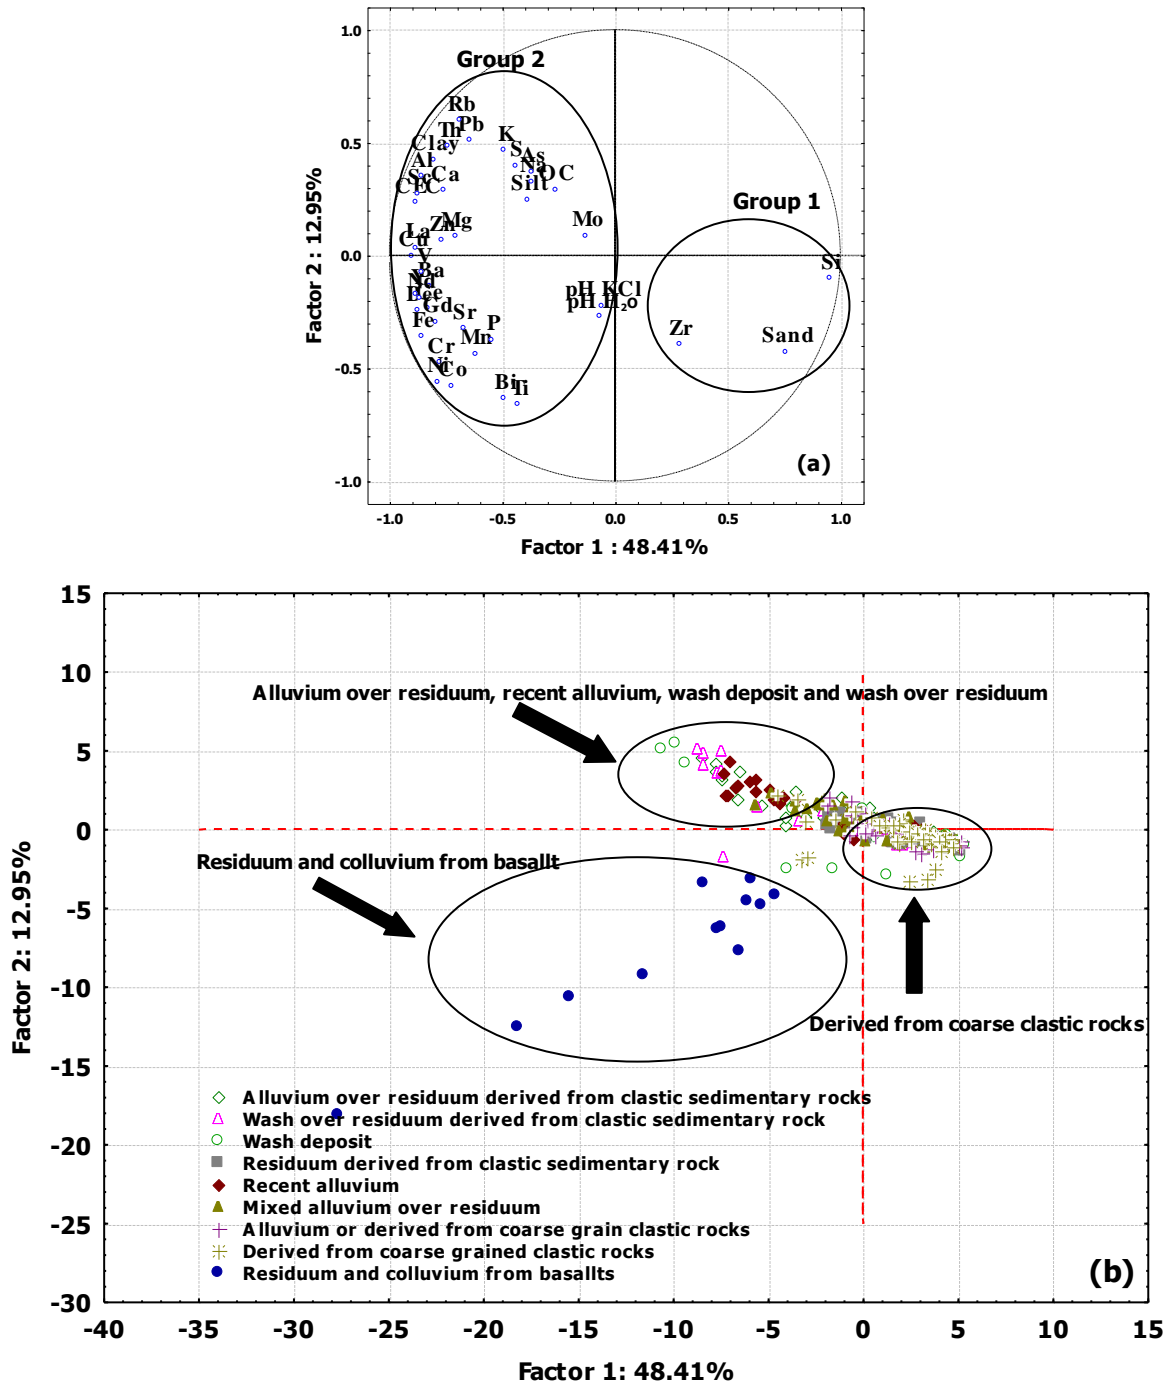 1.0
Group 2
Rb
Th Pb
K
Clay
S
As
0.5
Al
Na
OC
Sc
Ca
CEC
Silt
Group 1
Zn Mg
Mo
La
Cu
V
Si
0.0
Ba
Y
Nd
pH KCl
Be Ce
pH H₂O
Gd
Sr
P
Fe
Mn
Zr
Sand
Cr
Ni Co
-0.5
Bi Ti
(a)
-1.0
-1.0 -0.5 0.0 0.5 1.0
Factor 1 : 48.41%
Factor 2 : 12.95%
15
10
Alluvium over residuum, recent alluvium, wash deposit and wash over residuum
5
0
Residuum and colluvium from basallt
-5
-10
Derived from coarse clastic rocks
-15
Alluvium over residuum derived from clastic sedimentary rocks
Wash over residuum derived from clastic sedimentary rock
Wash deposit
-20
Residuum derived from clastic sedimentary rock
Recent alluvium
Mixed alluvium over residuum
Alluvium or derived from coarse grain clastic rocks
-25
Derived from coarse grained clastic rocks
Residuum and colluvium from basallts
(b)
-30
-40 -35 -30 -25 -20 -15 -10 -5 0 5 10 15
Factor 1: 48.41%
Factor 2: 12.95%